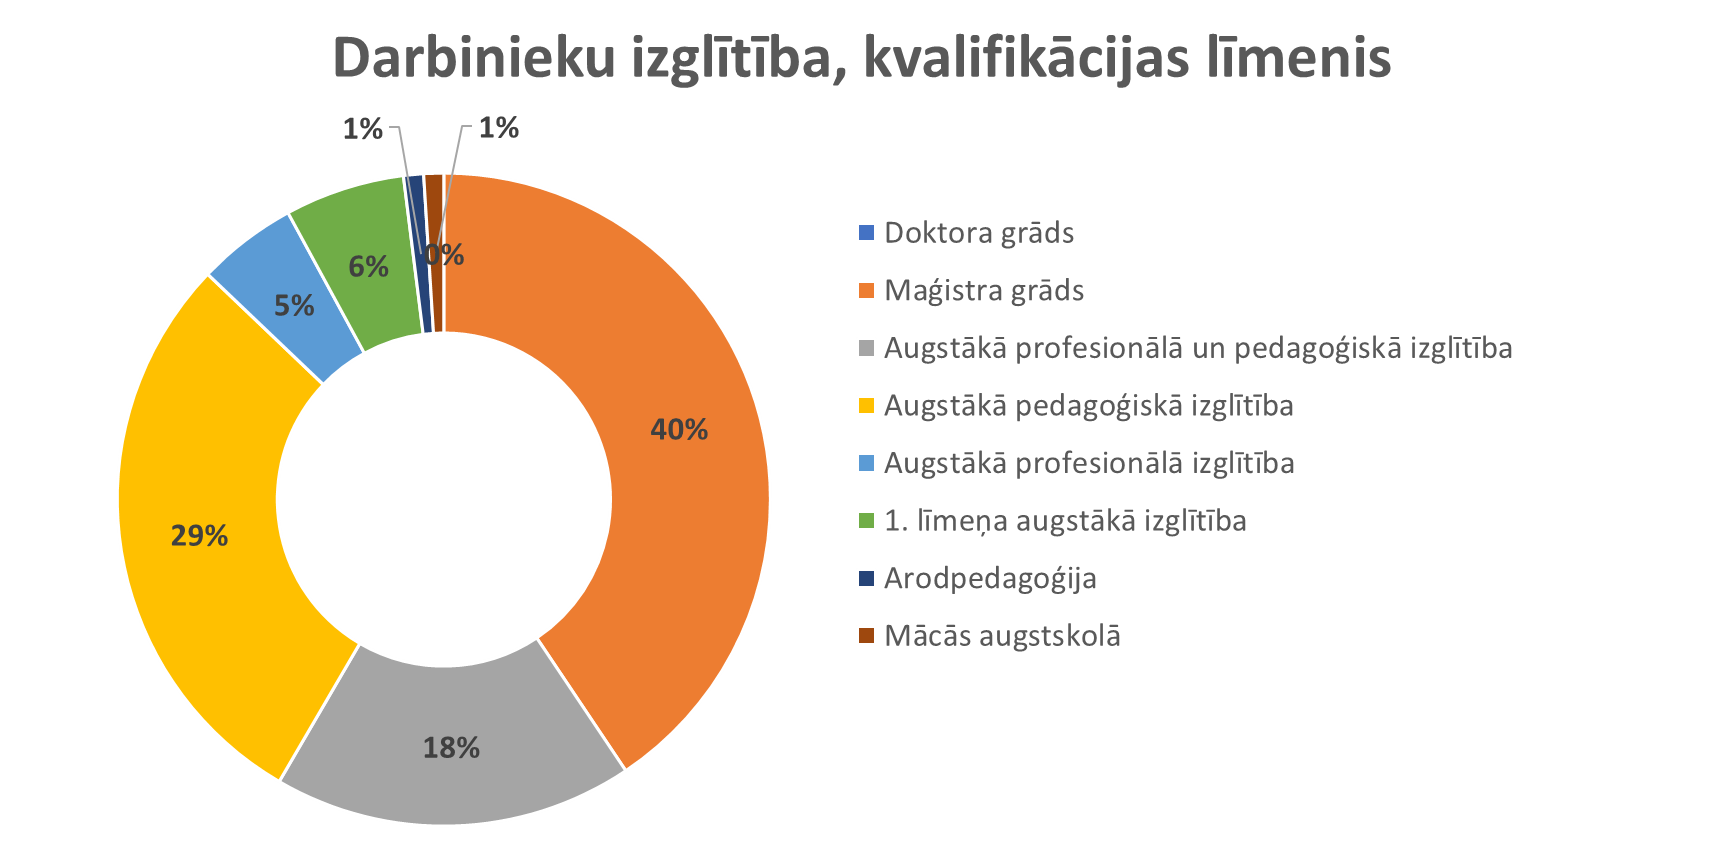 Darbinieku izglītība, kvalifikācijas līmenis
1%
1%
0%
6%
5%
40%
29%
18%
Doktora grāds
Maģistra grāds
Augstākā profesionālā un pedagoģiskā izglītība
Augstākā pedagoģiskā izglītība
Augstākā profesionālā izglītība
1. līmeņa augstākā izglītība
Arodpedagoģija
Mācās augstskolā